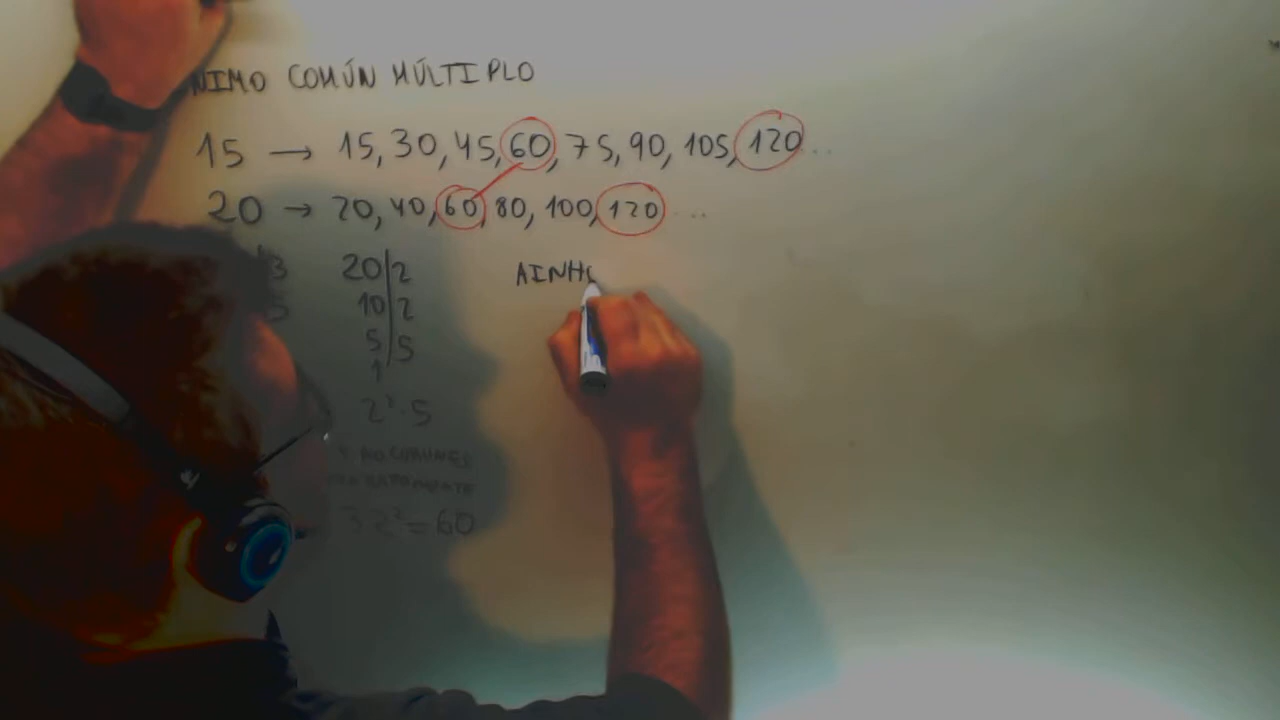 NIMO COMÚN MÚLTIPLO
15 → 15, 30, 45, 60, 75, 90, 105, 120 ...
20 → 20, 40, 60, 80, 100, 120 ...
3 20|2 AINH
5 10|2
5|5
1
2² · 5
NO COMUNES
3 2² = 60